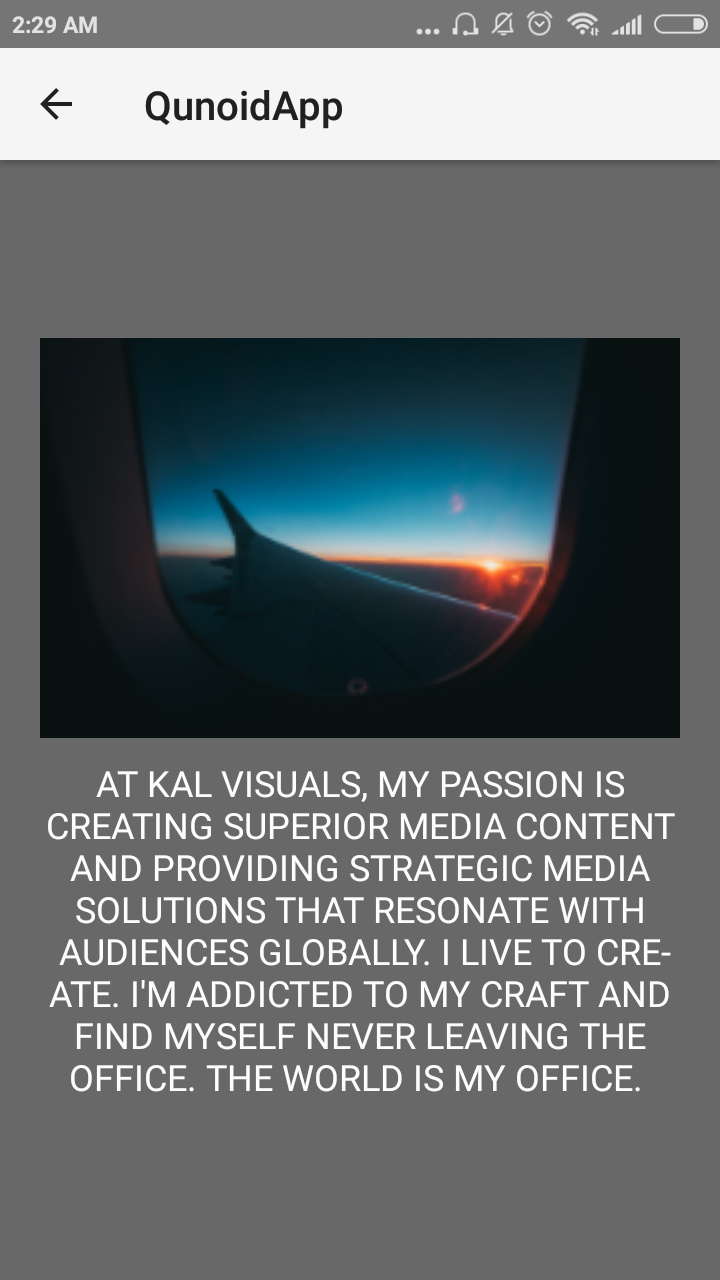 2:29 AM
QunoidApp
AT KAL VISUALS, MY PASSION IS
CREATING SUPERIOR MEDIA CONTENT
AND PROVIDING STRATEGIC MEDIA
SOLUTIONS THAT RESONATE WITH
AUDIENCES GLOBALLY. I LIVE TO CRE-
ATE. I'M ADDICTED TO MY CRAFT AND
FIND MYSELF NEVER LEAVING THE
OFFICE. THE WORLD IS MY OFFICE.